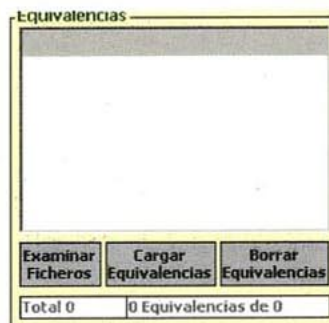 Equivalencias
Examinar Cargar Borrar
Ficheros Equivalencias Equivalencias
Total 0 0 Equivalencias de 0